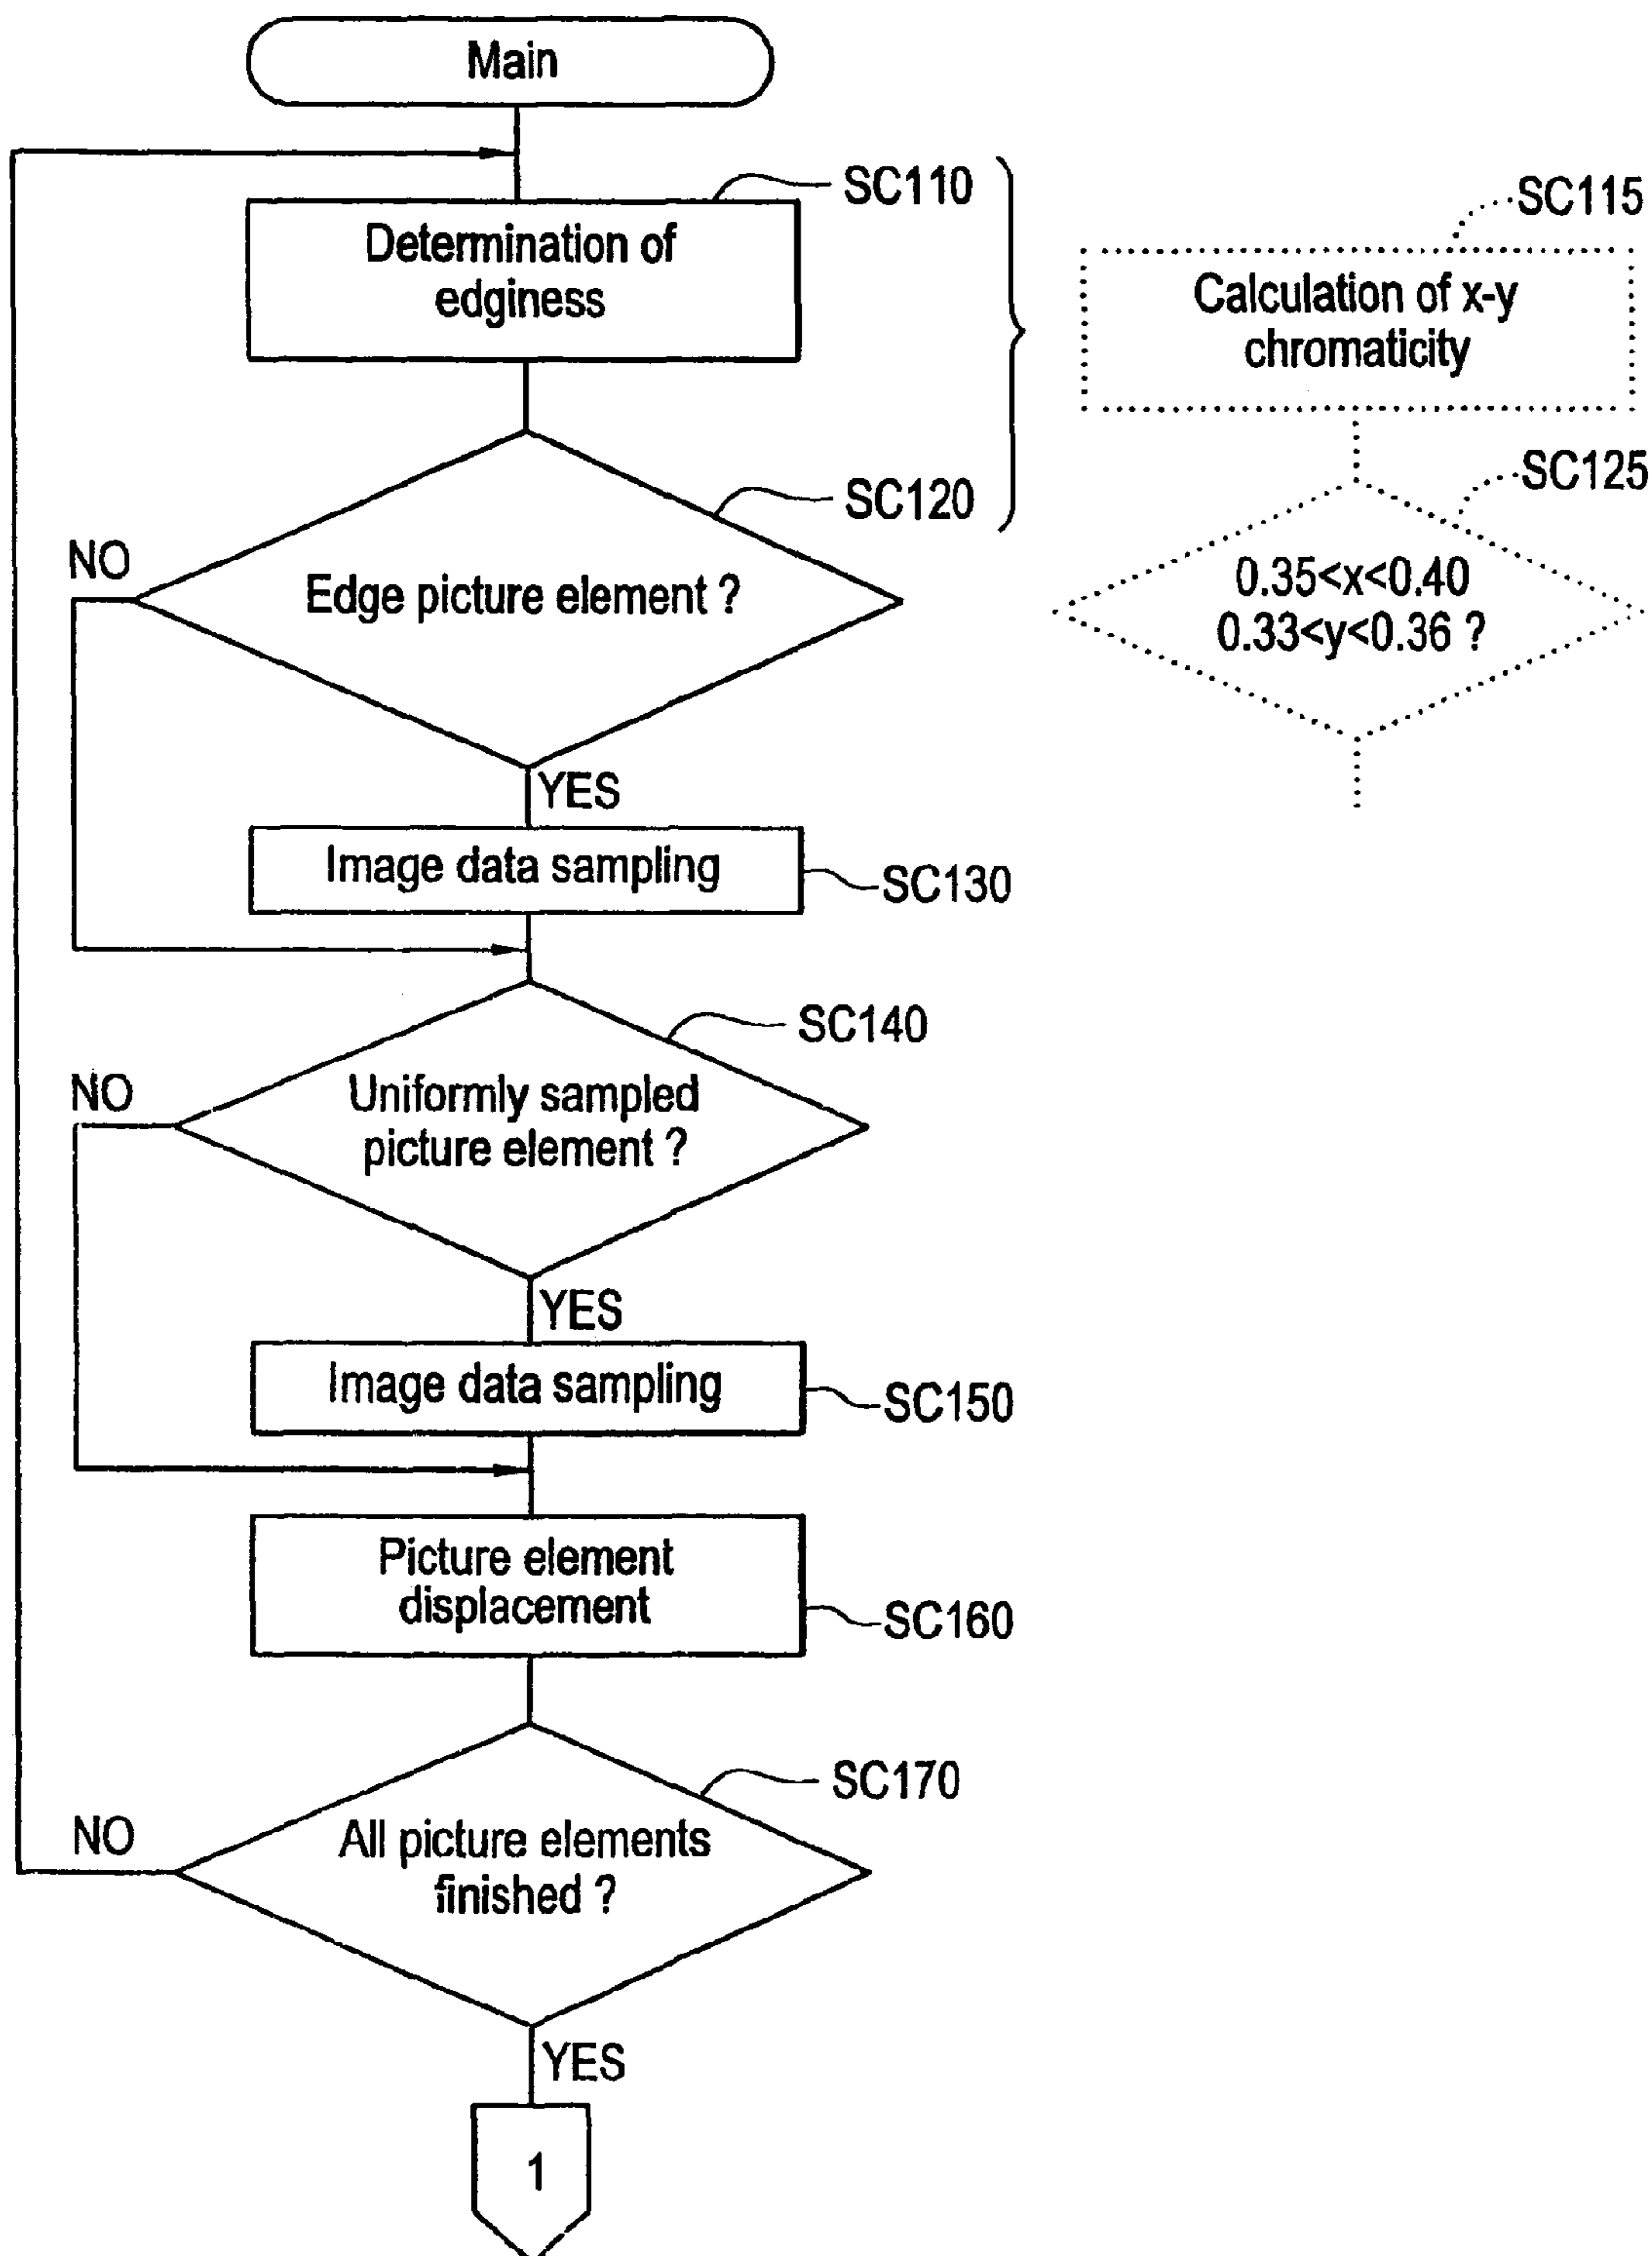 Main
SC110
Determination of
edginess
SC115
Calculation of x-y
chromaticity
SC120
NO
Edge picture element ?
YES
SC125
0.35<x<0.40
0.33<y<0.36 ?
Image data sampling
SC130
SC140
NO
Uniformly sampled
picture element ?
YES
Image data sampling
SC150
Picture element
displacement
SC160
SC170
NO
All picture elements
finished ?
YES
1